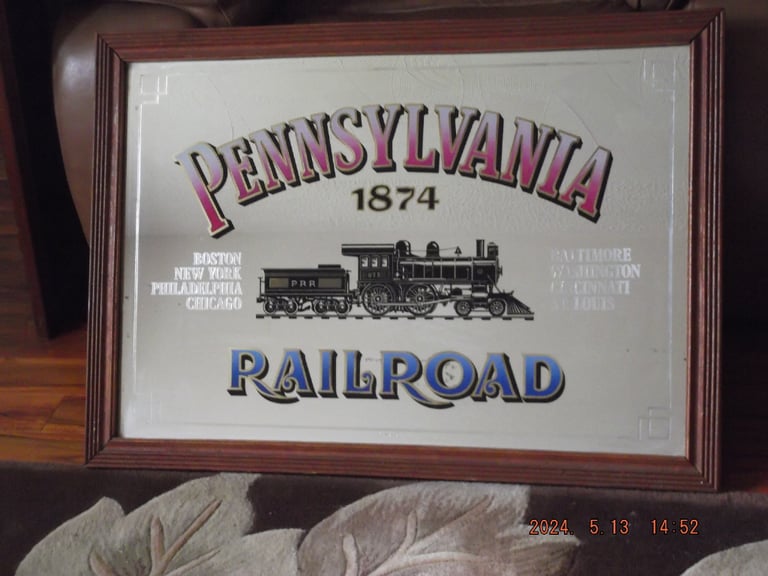 PENNSYLVANIA
1874
BOSTON
NEW YORK
PHILADELPHIA
CHICAGO
BALTIMORE
WASHINGTON
CINCINNATI
ST. LOUIS
PRR
RAILROAD
2024. 5.13 14:52